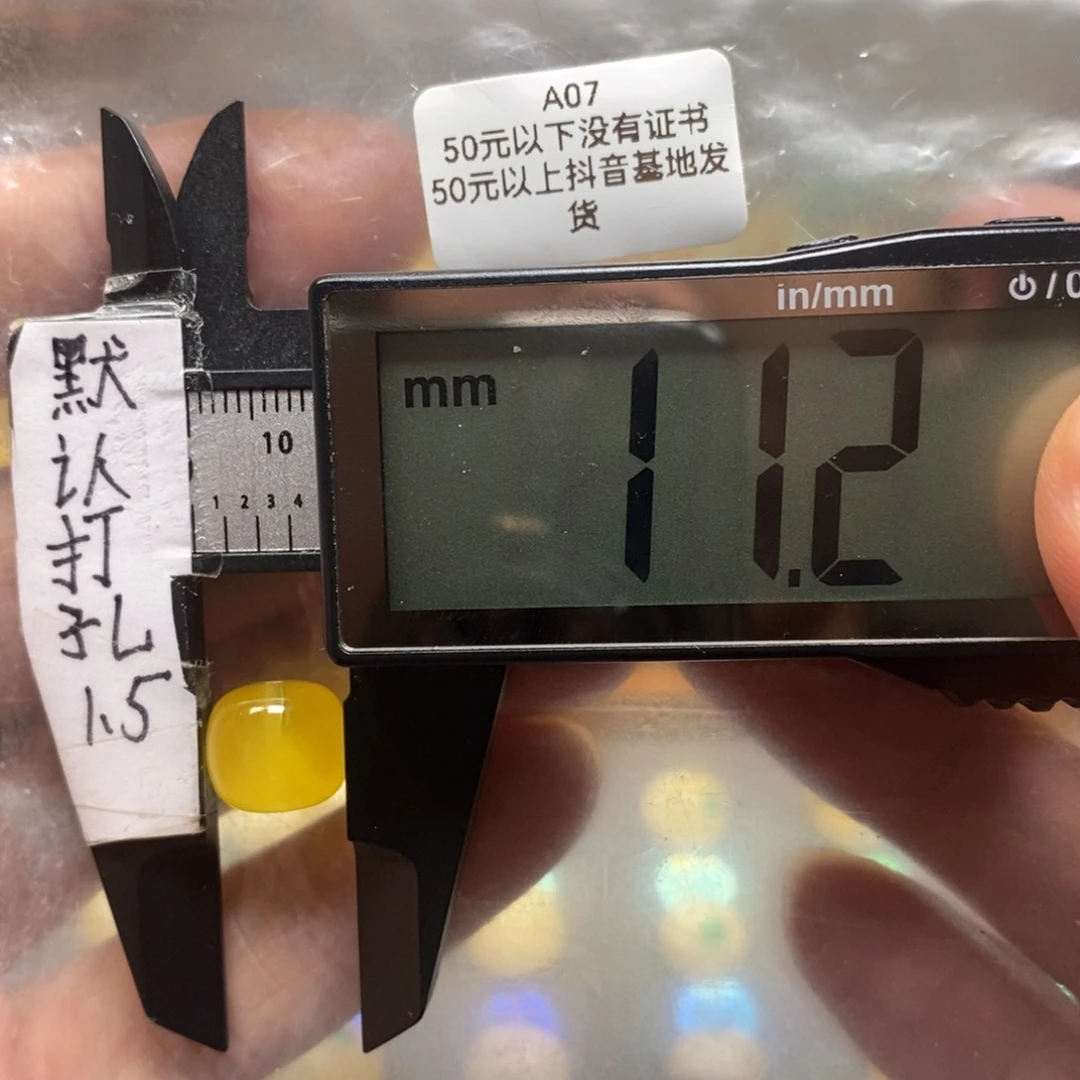 A07
50元以下没有证书
50元以上抖音基地发
货
in/mm
mm
11.2
10
1 2 3 4
默
认
打
孔
1.5